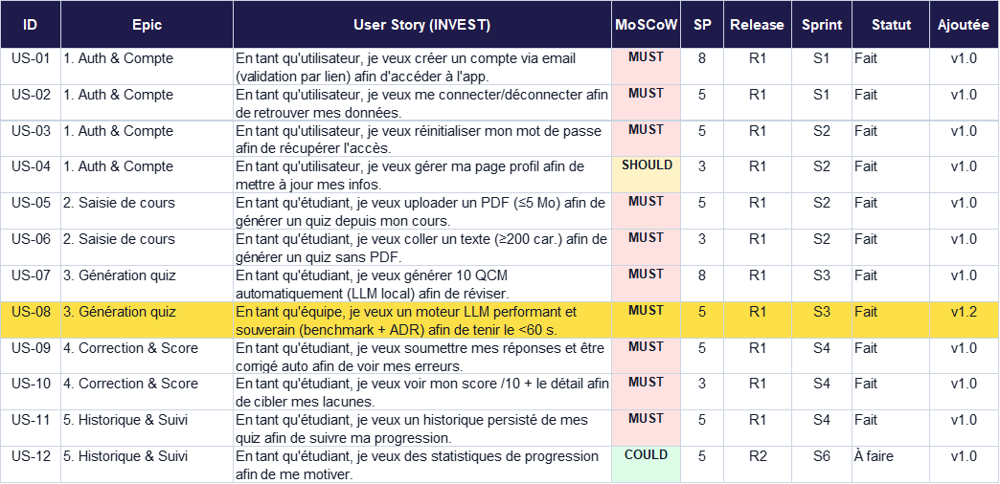 ID Epic User Story (INVEST) MoSCoW SP Release Sprint Statut Ajoutée
US-01 1. Auth & Compte En tant qu'utilisateur, je veux créer un compte via email MUST 8 R1 S1 Fait v1.0
(validation par lien) afin d'accéder à l'app.
US-02 1. Auth & Compte En tant qu'utilisateur, je veux me connecter/déconnecter afin MUST 5 R1 S1 Fait v1.0
de retrouver mes données.
US-03 1. Auth & Compte En tant qu'utilisateur, je veux réinitialiser mon mot de passe MUST 5 R1 S2 Fait v1.0
afin de récupérer l'accès.
US-04 1. Auth & Compte En tant qu'utilisateur, je veux gérer ma page profil afin de SHOULD 3 R1 S2 Fait v1.0
mettre à jour mes infos.
US-05 2. Saisie de cours En tant qu'étudiant, je veux uploader un PDF (≤5 Mo) afin de MUST 5 R1 S2 Fait v1.0
générer un quiz depuis mon cours.
US-06 2. Saisie de cours En tant qu'étudiant, je veux coller un texte (≥200 car.) afin de MUST 3 R1 S2 Fait v1.0
générer un quiz sans PDF.
US-07 3. Génération quiz En tant qu'étudiant, je veux générer 10 QCM MUST 8 R1 S3 Fait v1.0
automatiquement (LLM local) afin de réviser.
US-08 3. Génération quiz En tant qu'équipe, je veux un moteur LLM performant et MUST 5 R1 S3 Fait v1.2
souverain (benchmark + ADR) afin de tenir le <60 s.
US-09 4. Correction & Score En tant qu'étudiant, je veux soumettre mes réponses et être MUST 5 R1 S4 Fait v1.0
corrigé auto afin de voir mes erreurs.
US-10 4. Correction & Score En tant qu'étudiant, je veux voir mon score /10 + le détail afin MUST 3 R1 S4 Fait v1.0
de cibler mes lacunes.
US-11 5. Historique & Suivi En tant qu'étudiant, je veux un historique persisté de mes MUST 5 R1 S4 Fait v1.0
quiz afin de suivre ma progression.
US-12 5. Historique & Suivi En tant qu'étudiant, je veux des statistiques de progression COULD 5 R2 S6 À faire v1.0
afin de me motiver.